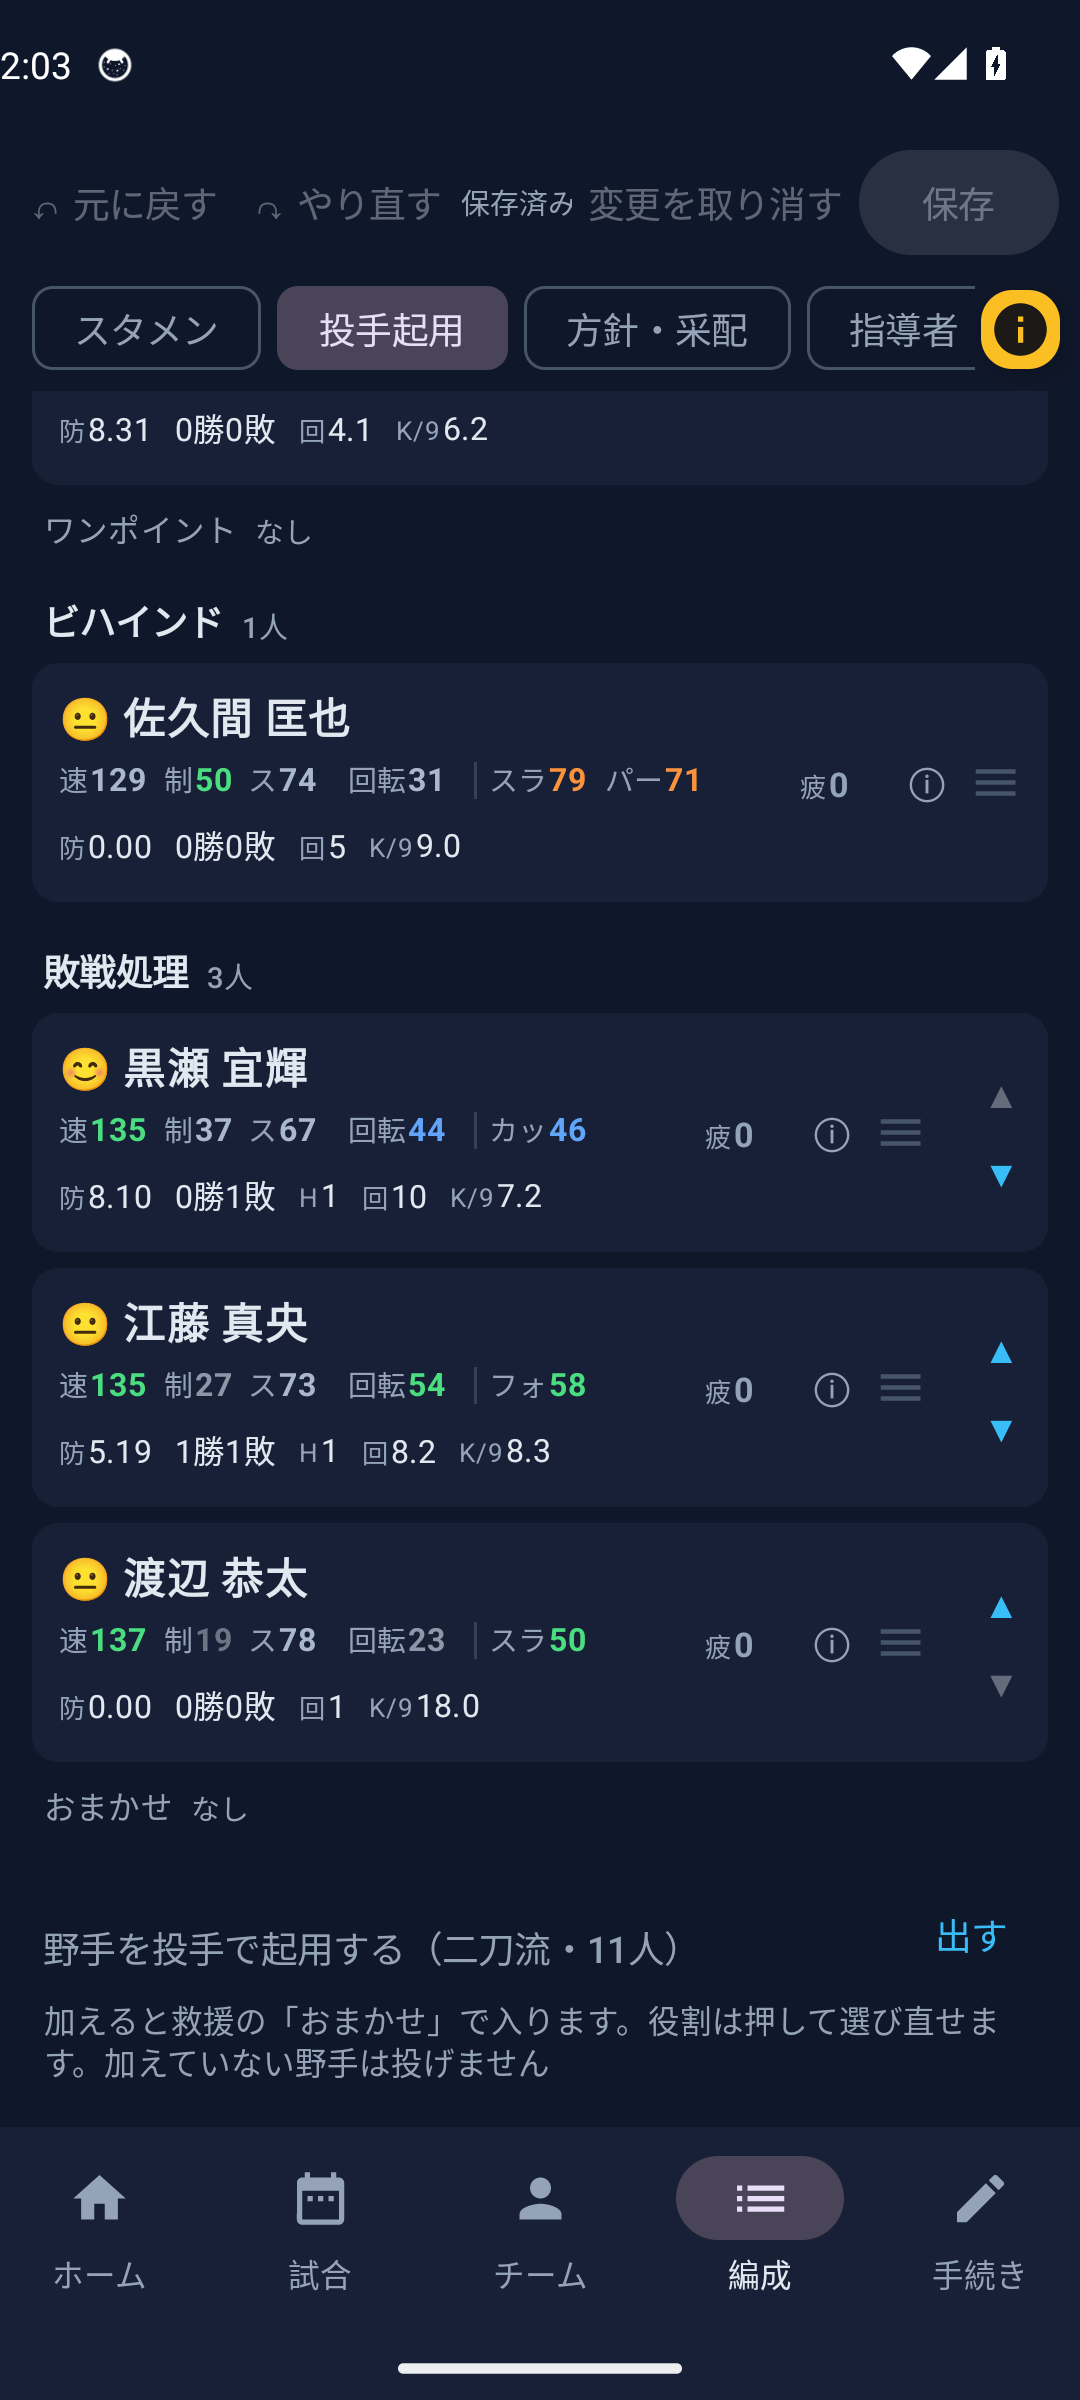 2:03
元に戻す やり直す 保存済み 変更を取り消す 保存
スタメン 投手起用 方針・采配 指導者
防8.31 0勝0敗 回4.1 K/9 6.2
ワンポイント なし
ビハインド 1人
佐久間 匡也
速129 制50 ス74 回転31 スラ79 パー71 疲0
防0.00 0勝0敗 回5 K/9 9.0
敗戦処理 3人
黒瀬 宜輝
速135 制37 ス67 回転44 カッ46 疲0
防8.10 0勝1敗 H1 回10 K/9 7.2
江藤 真央
速135 制27 ス73 回転54 フォ58 疲0
防5.19 1勝1敗 H1 回8.2 K/9 8.3
渡辺 恭太
速137 制19 ス78 回転23 スラ50 疲0
防0.00 0勝0敗 回1 K/9 18.0
おまかせ なし
野手を投手で起用する（二刀流・11人） 出す
加えると救援の「おまかせ」で入ります。役割は押して選び直せま
す。加えていない野手は投げません
ホーム 試合 チーム 編成 手続き